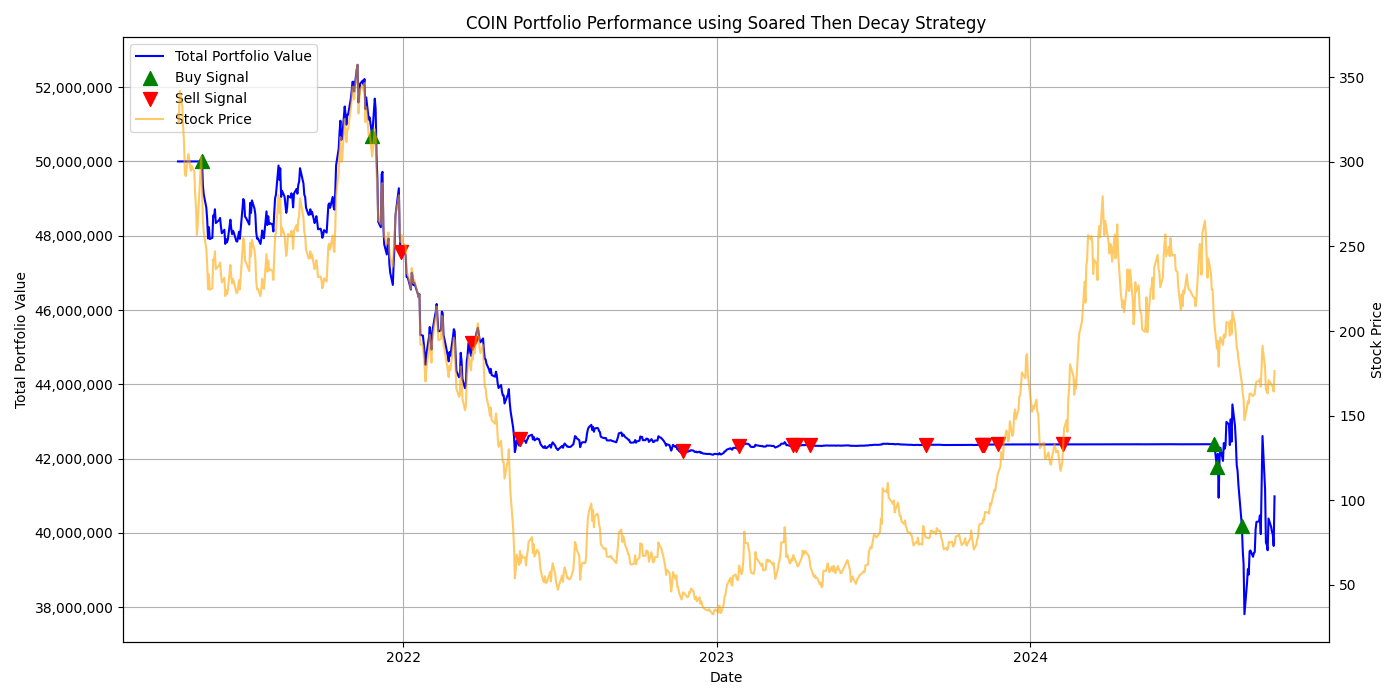 COIN Portfolio Performance using Soared Then Decay Strategy
Total Portfolio Value
Buy Signal
Sell Signal
Stock Price
52,000,000
50,000,000
48,000,000
46,000,000
44,000,000
42,000,000
40,000,000
38,000,000
Total Portfolio Value
350
300
250
200
150
100
50
Stock Price
2022
2023
2024
Date